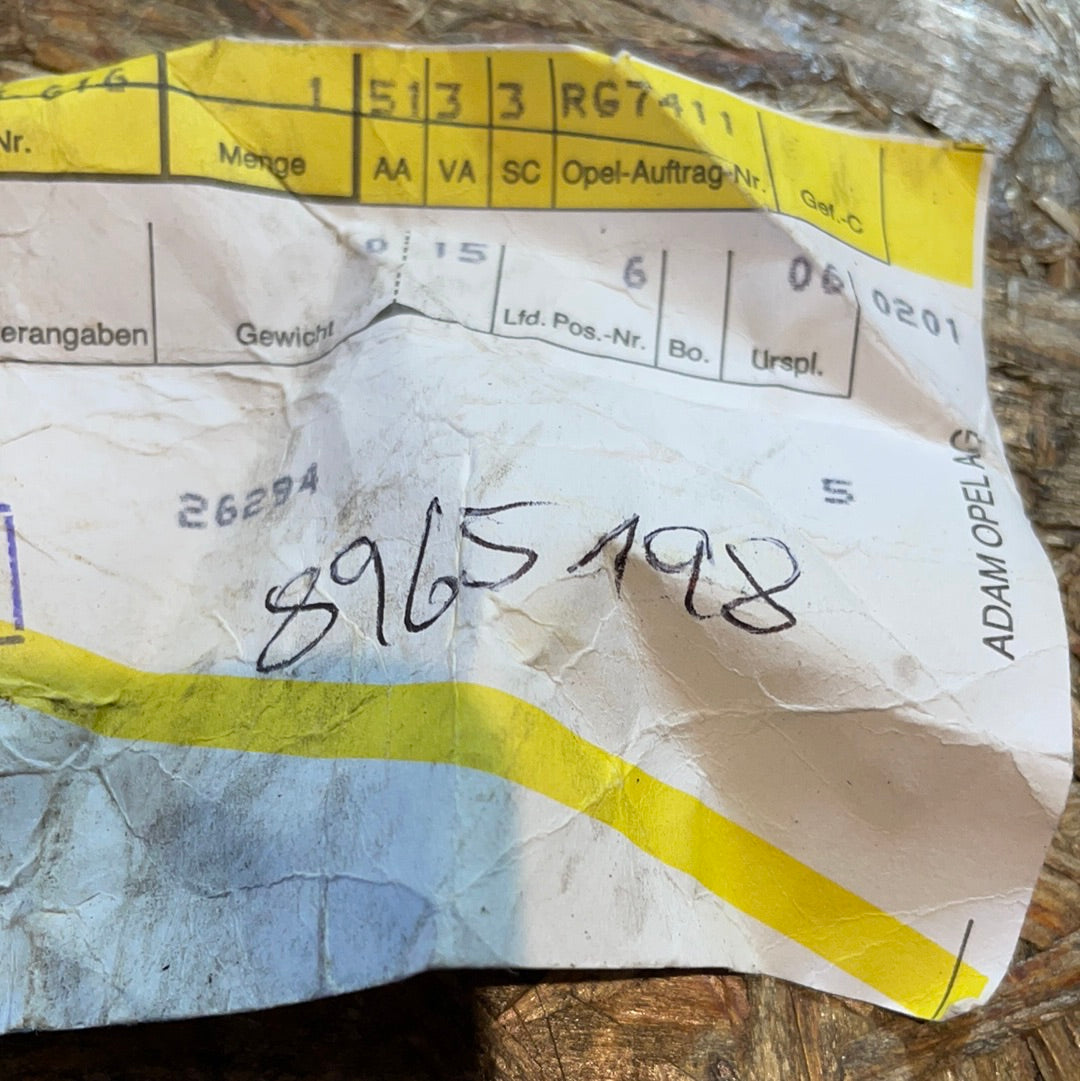 1 51 3 3 RG7411
Nr. Menge AA VA SC Opel-Auftrag-Nr. Gef.-C
0 15 6 06 0201
erangaben Gewicht Lfd. Pos.-Nr. Bo. Urspl.
26294 5
8965198
ADAM OPEL AG